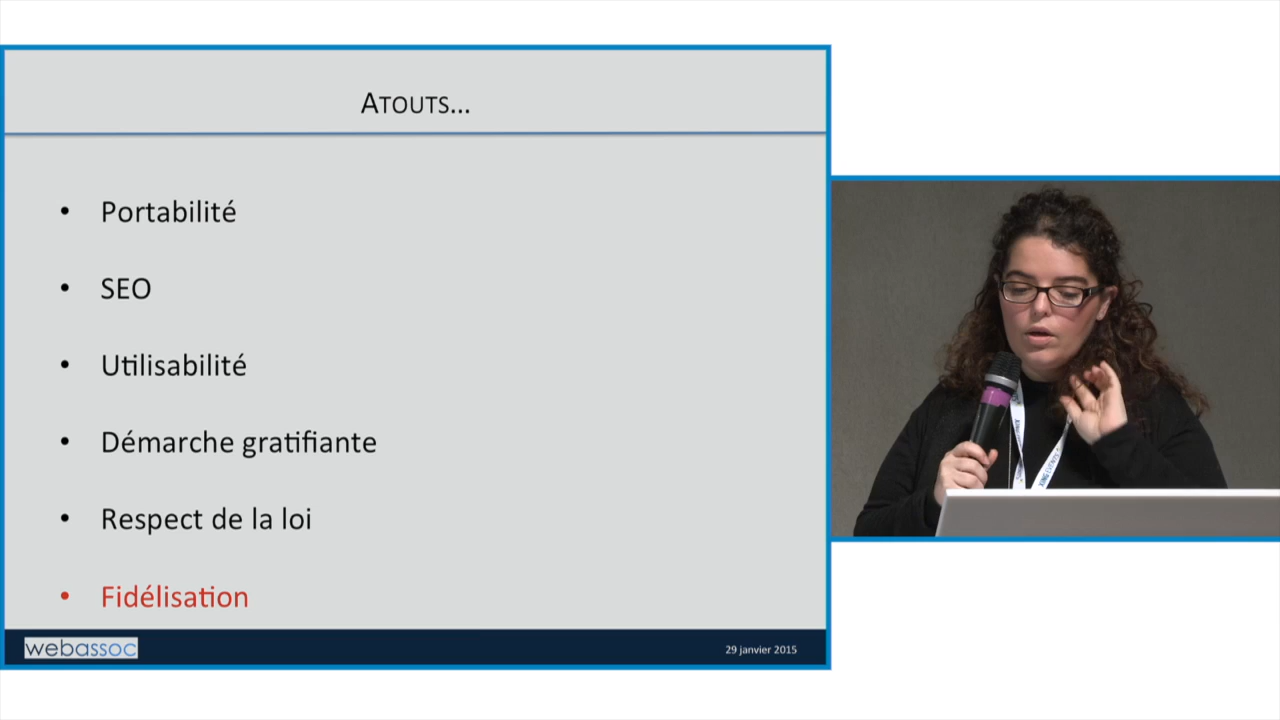 Atouts...
• Portabilité
• SEO
• Utilisabilité
• Démarche gratifiante
• Respect de la loi
• Fidélisation
webassoc
29 janvier 2015